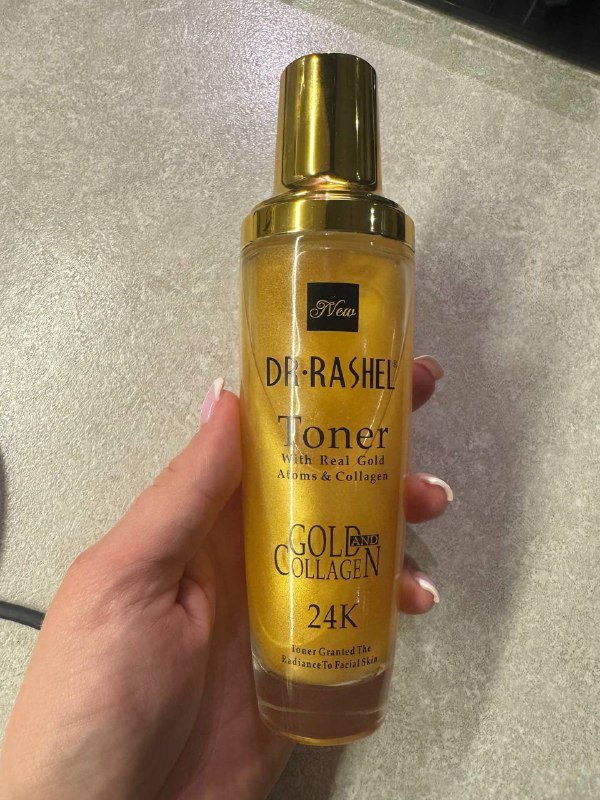 New
DR·RASHEL®
Toner
With Real Gold
Atoms & Collagen
GOLD AND
COLLAGEN
24K
Toner Granted The
Radiance To Facial Skin